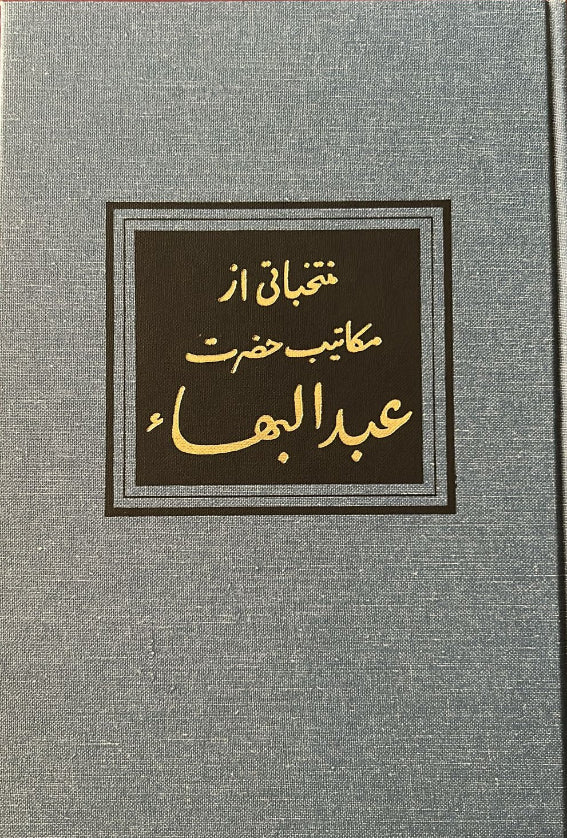 منتخباتی از
مکاتیب حضرت
عبدالبهاء